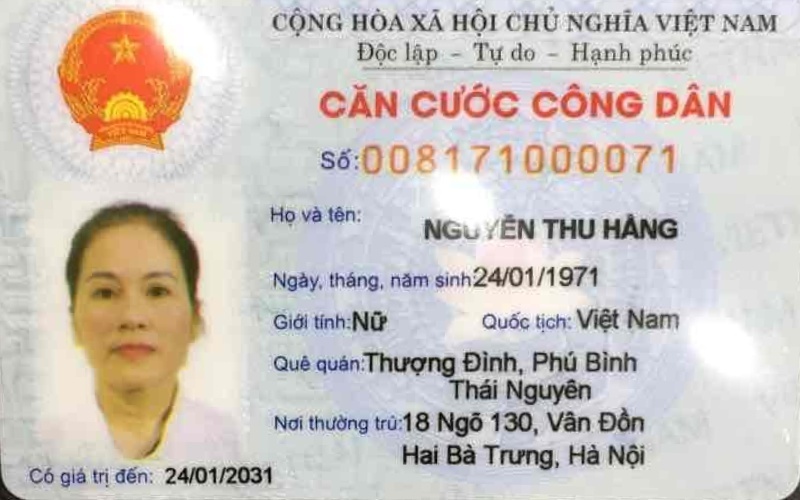 CỘNG HÒA XÃ HỘI CHỦ NGHĨA VIỆT NAM
Độc lập – Tự do – Hạnh phúc
CĂN CƯỚC CÔNG DÂN
Số: 008171000071
Họ và tên: NGUYỄN THU HẰNG
Ngày, tháng, năm sinh: 24/01/1971
Giới tính: Nữ Quốc tịch: Việt Nam
Quê quán: Thượng Đình, Phú Bình
Thái Nguyên
Nơi thường trú: 18 Ngõ 130, Vân Đồn
Hai Bà Trưng, Hà Nội
Có giá trị đến: 24/01/2031
VIỆT NAM